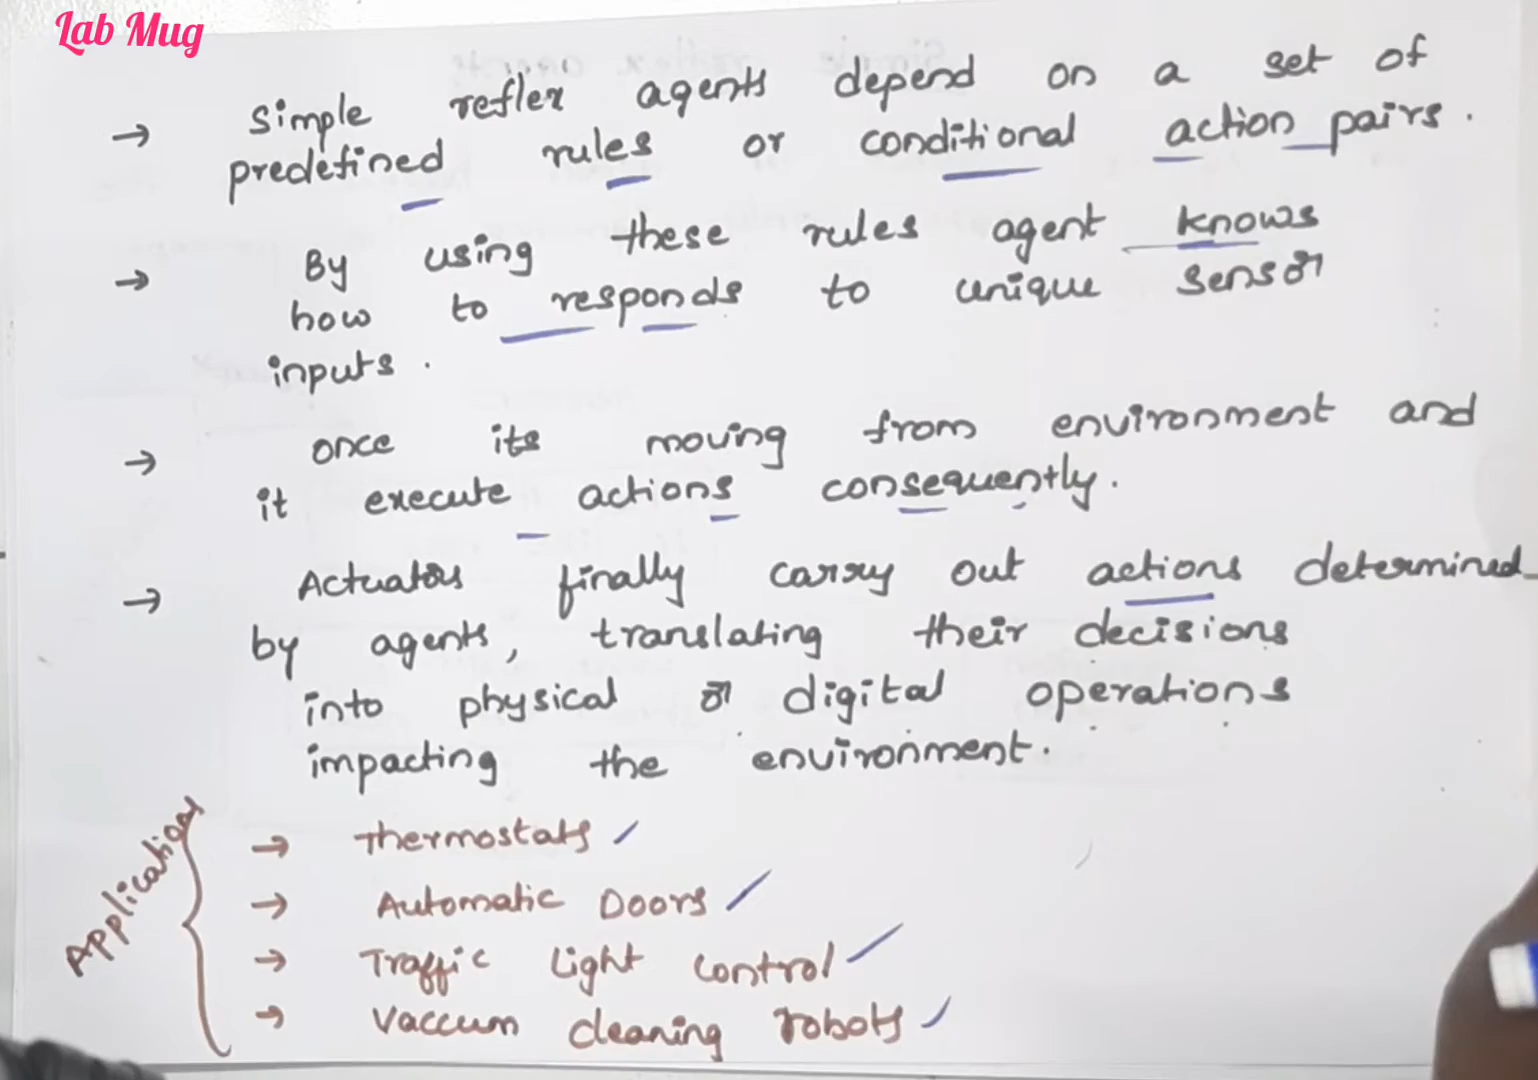 Lab Mug
→ Simple reflex agents depend on a set of
predefined rules or conditional action pairs.
→ By using these rules agent knows
how to responds to unique sensor
inputs.
→ once its moving from environment and
it execute actions consequently.
→ Actuators finally carry out actions determined
by agents, translating their decisions
into physical or digital operations
impacting the environment.
Applications
→ Thermostats
→ Automatic Doors
→ Traffic Light Control
→ Vaccum cleaning robots